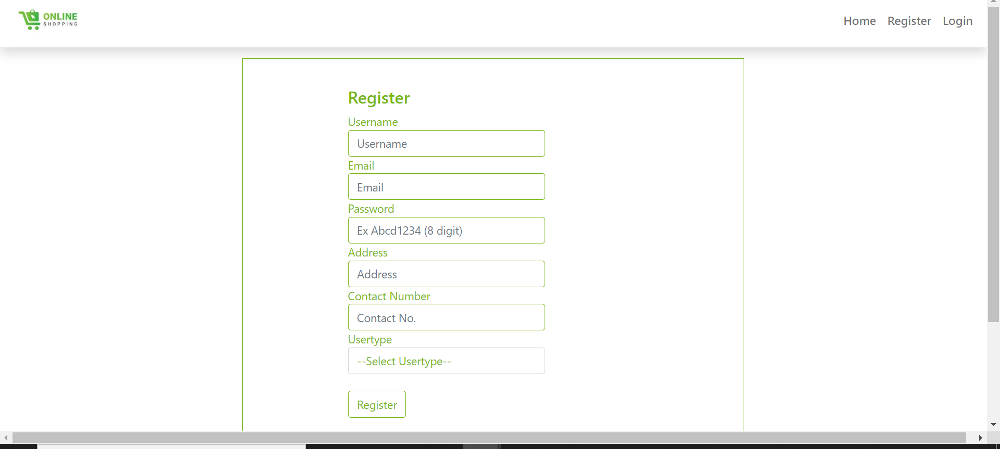 ONLINE
SHOPPING
Home Register Login
Register
Username
Username
Email
Email
Password
Ex Abcd1234 (8 digit)
Address
Address
Contact Number
Contact No.
Usertype
--Select Usertype--
Register